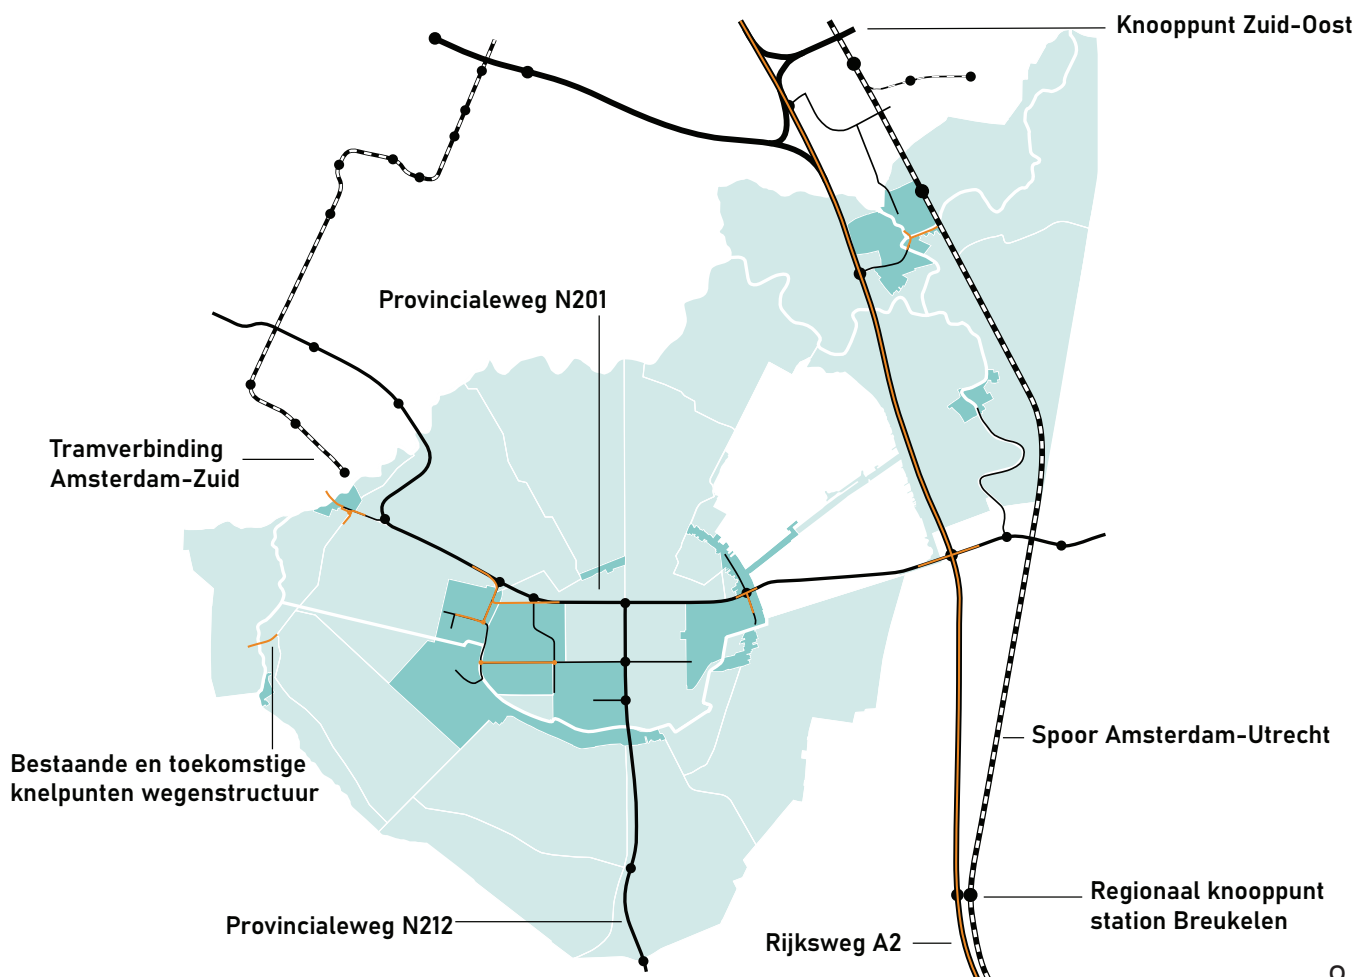 Knooppunt Zuid-Oost
Provincialeweg N201
Tramverbinding
Amsterdam-Zuid
Spoor Amsterdam-Utrecht
Bestaande en toekomstige
knelpunten wegenstructuur
Regionaal knooppunt
station Breukelen
Provincialeweg N212
Rijksweg A2